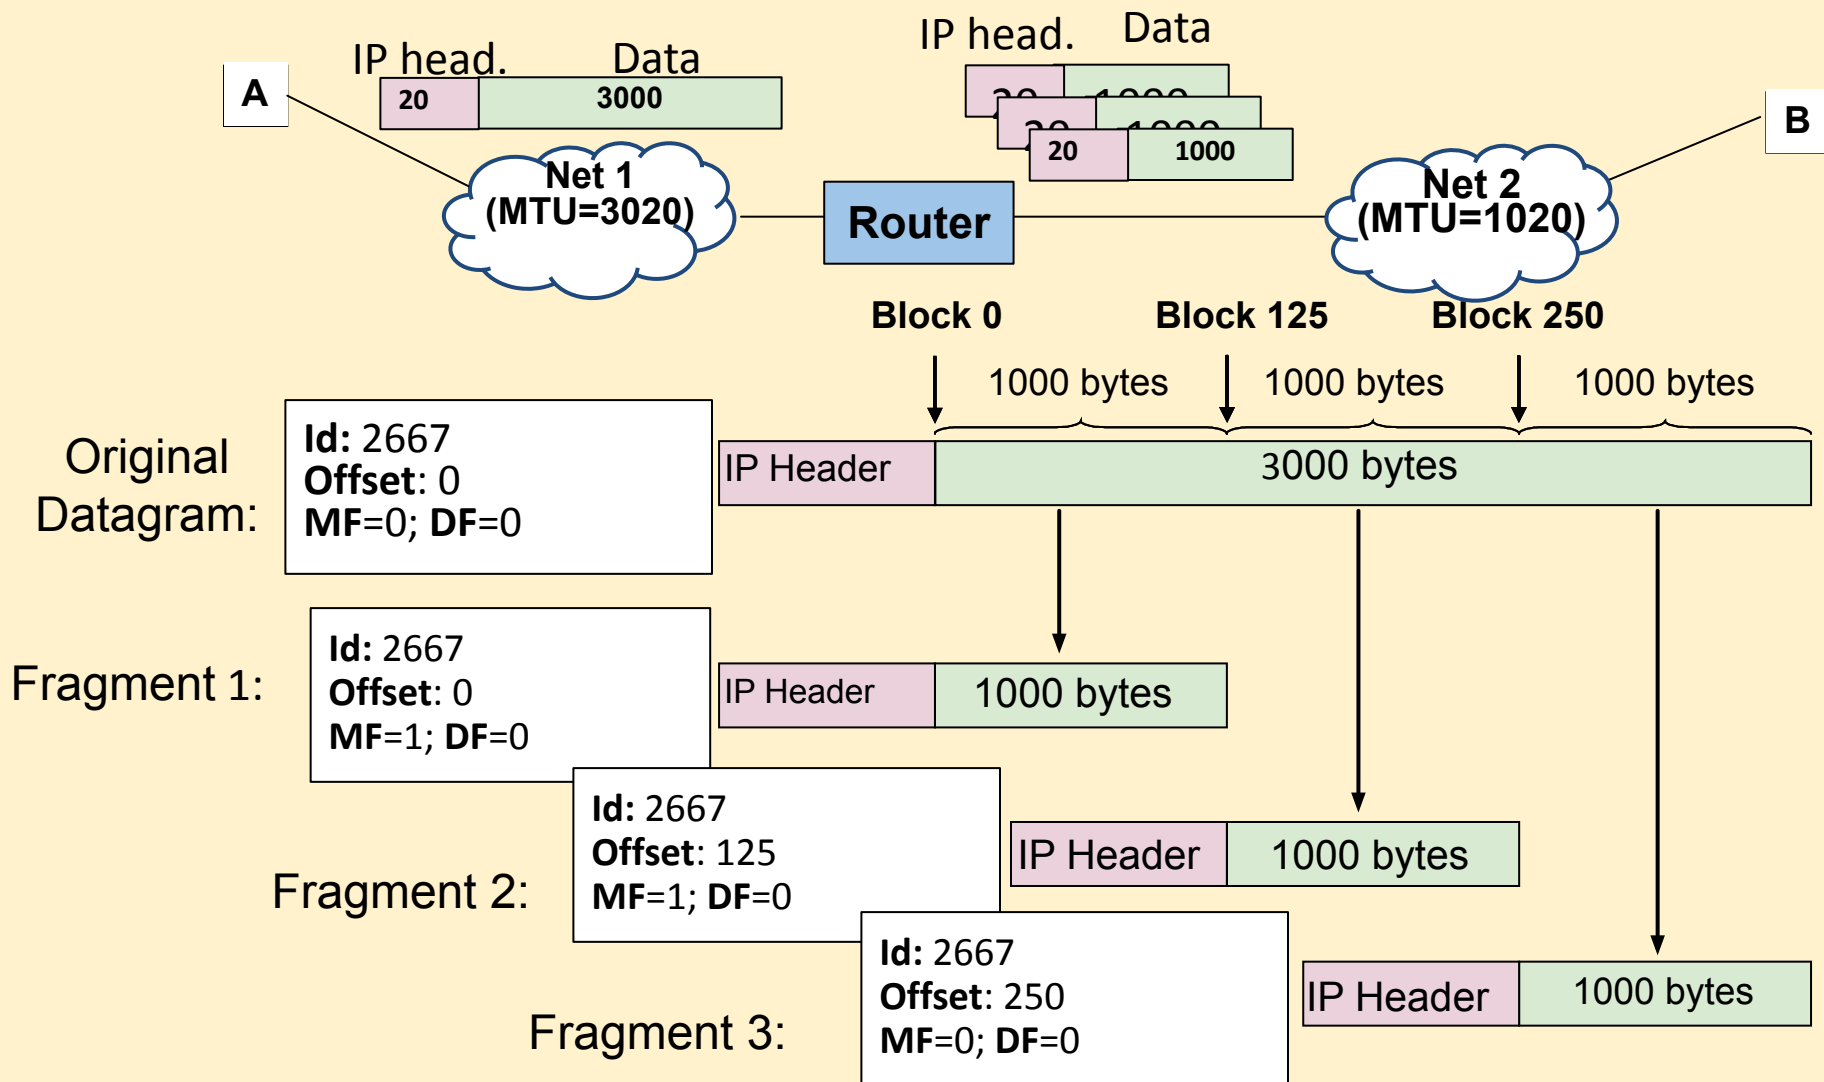 IP head. Data
20 3000
IP head. Data
20 1000
20 1000
20 1000
A
B
Net 1
(MTU=3020)
Router
Net 2
(MTU=1020)
Block 0 Block 125 Block 250
1000 bytes 1000 bytes 1000 bytes
Original
Datagram:
Id: 2667
Offset: 0
MF=0; DF=0
IP Header 3000 bytes
Fragment 1:
Id: 2667
Offset: 0
MF=1; DF=0
IP Header 1000 bytes
Fragment 2:
Id: 2667
Offset: 125
MF=1; DF=0
IP Header 1000 bytes
Fragment 3:
Id: 2667
Offset: 250
MF=0; DF=0
IP Header 1000 bytes